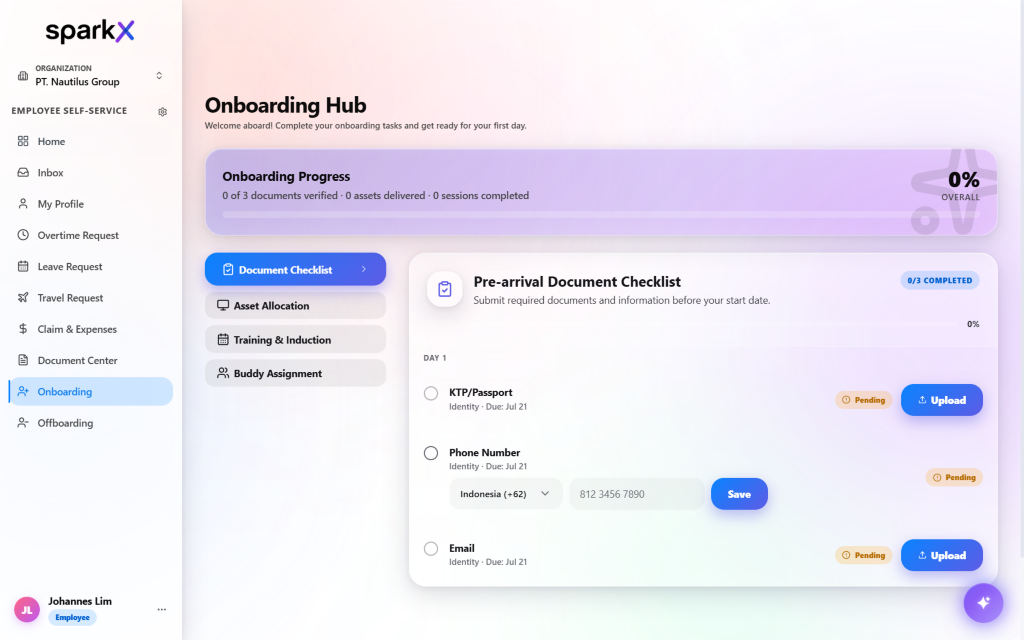 sparkX
ORGANIZATION
PT. Nautilus Group
EMPLOYEE SELF-SERVICE
Home
Inbox
My Profile
Overtime Request
Leave Request
Travel Request
Claim & Expenses
Document Center
Onboarding
Offboarding
JL
Johannes Lim
Employee
Onboarding Hub
Welcome aboard! Complete your onboarding tasks and get ready for your first day.
Onboarding Progress
0 of 3 documents verified · 0 assets delivered · 0 sessions completed
0%
OVERALL
Document Checklist
Asset Allocation
Training & Induction
Buddy Assignment
Pre-arrival Document Checklist
Submit required documents and information before your start date.
0/3 COMPLETED
0%
DAY 1
KTP/Passport
Identity · Due: Jul 21
Pending
Upload
Phone Number
Identity · Due: Jul 21
Indonesia (+62)
812 3456 7890
Save
Pending
Email
Identity · Due: Jul 21
Pending
Upload